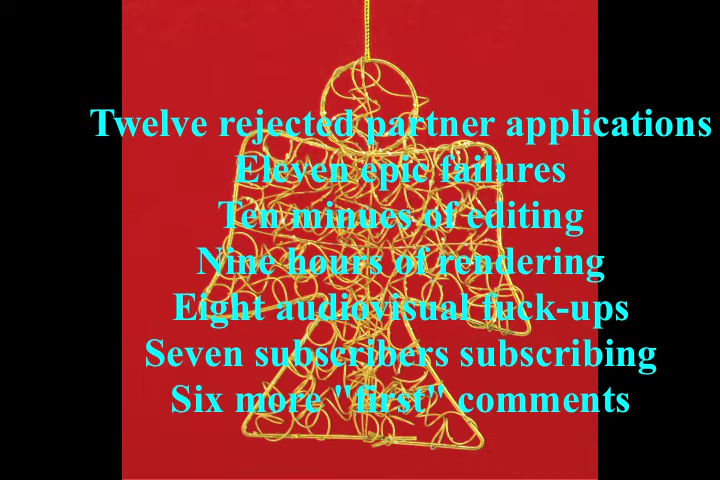 Twelve rejected partner applications
Eleven epic failures
Ten minues of editing
Nine hours of rendering
Eight audiovisual fuck-ups
Seven subscribers subscribing
Six more "first" comments